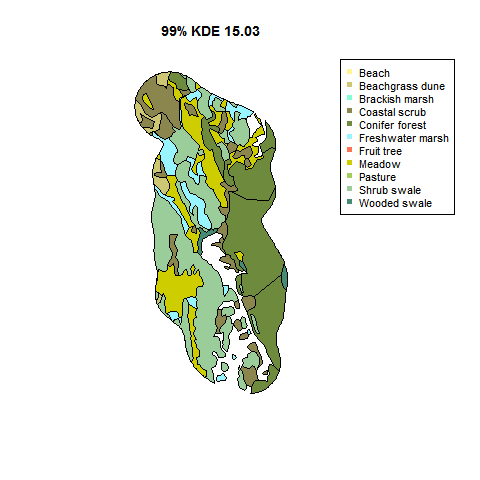 99% KDE 15.03
Beach
Beachgrass dune
Brackish marsh
Coastal scrub
Conifer forest
Freshwater marsh
Fruit tree
Meadow
Pasture
Shrub swale
Wooded swale